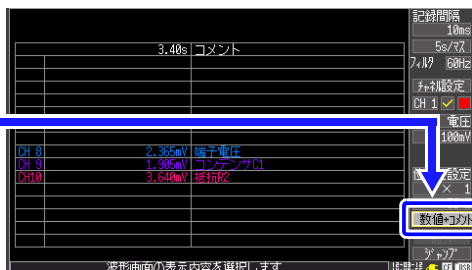 記録間隔
10ms
3.40s コメント
5s/マス
フィルタ 60Hz
チャネル設定
CH 1
電圧
100mV
CH 8 2.365mV 端子電圧
CH 9 1.905mV コンデンサC1
CH10 3.640mV 抵抗R2
設定
× 1
数値+コメント
ジャンプ
波形画面の表示内容を選択します